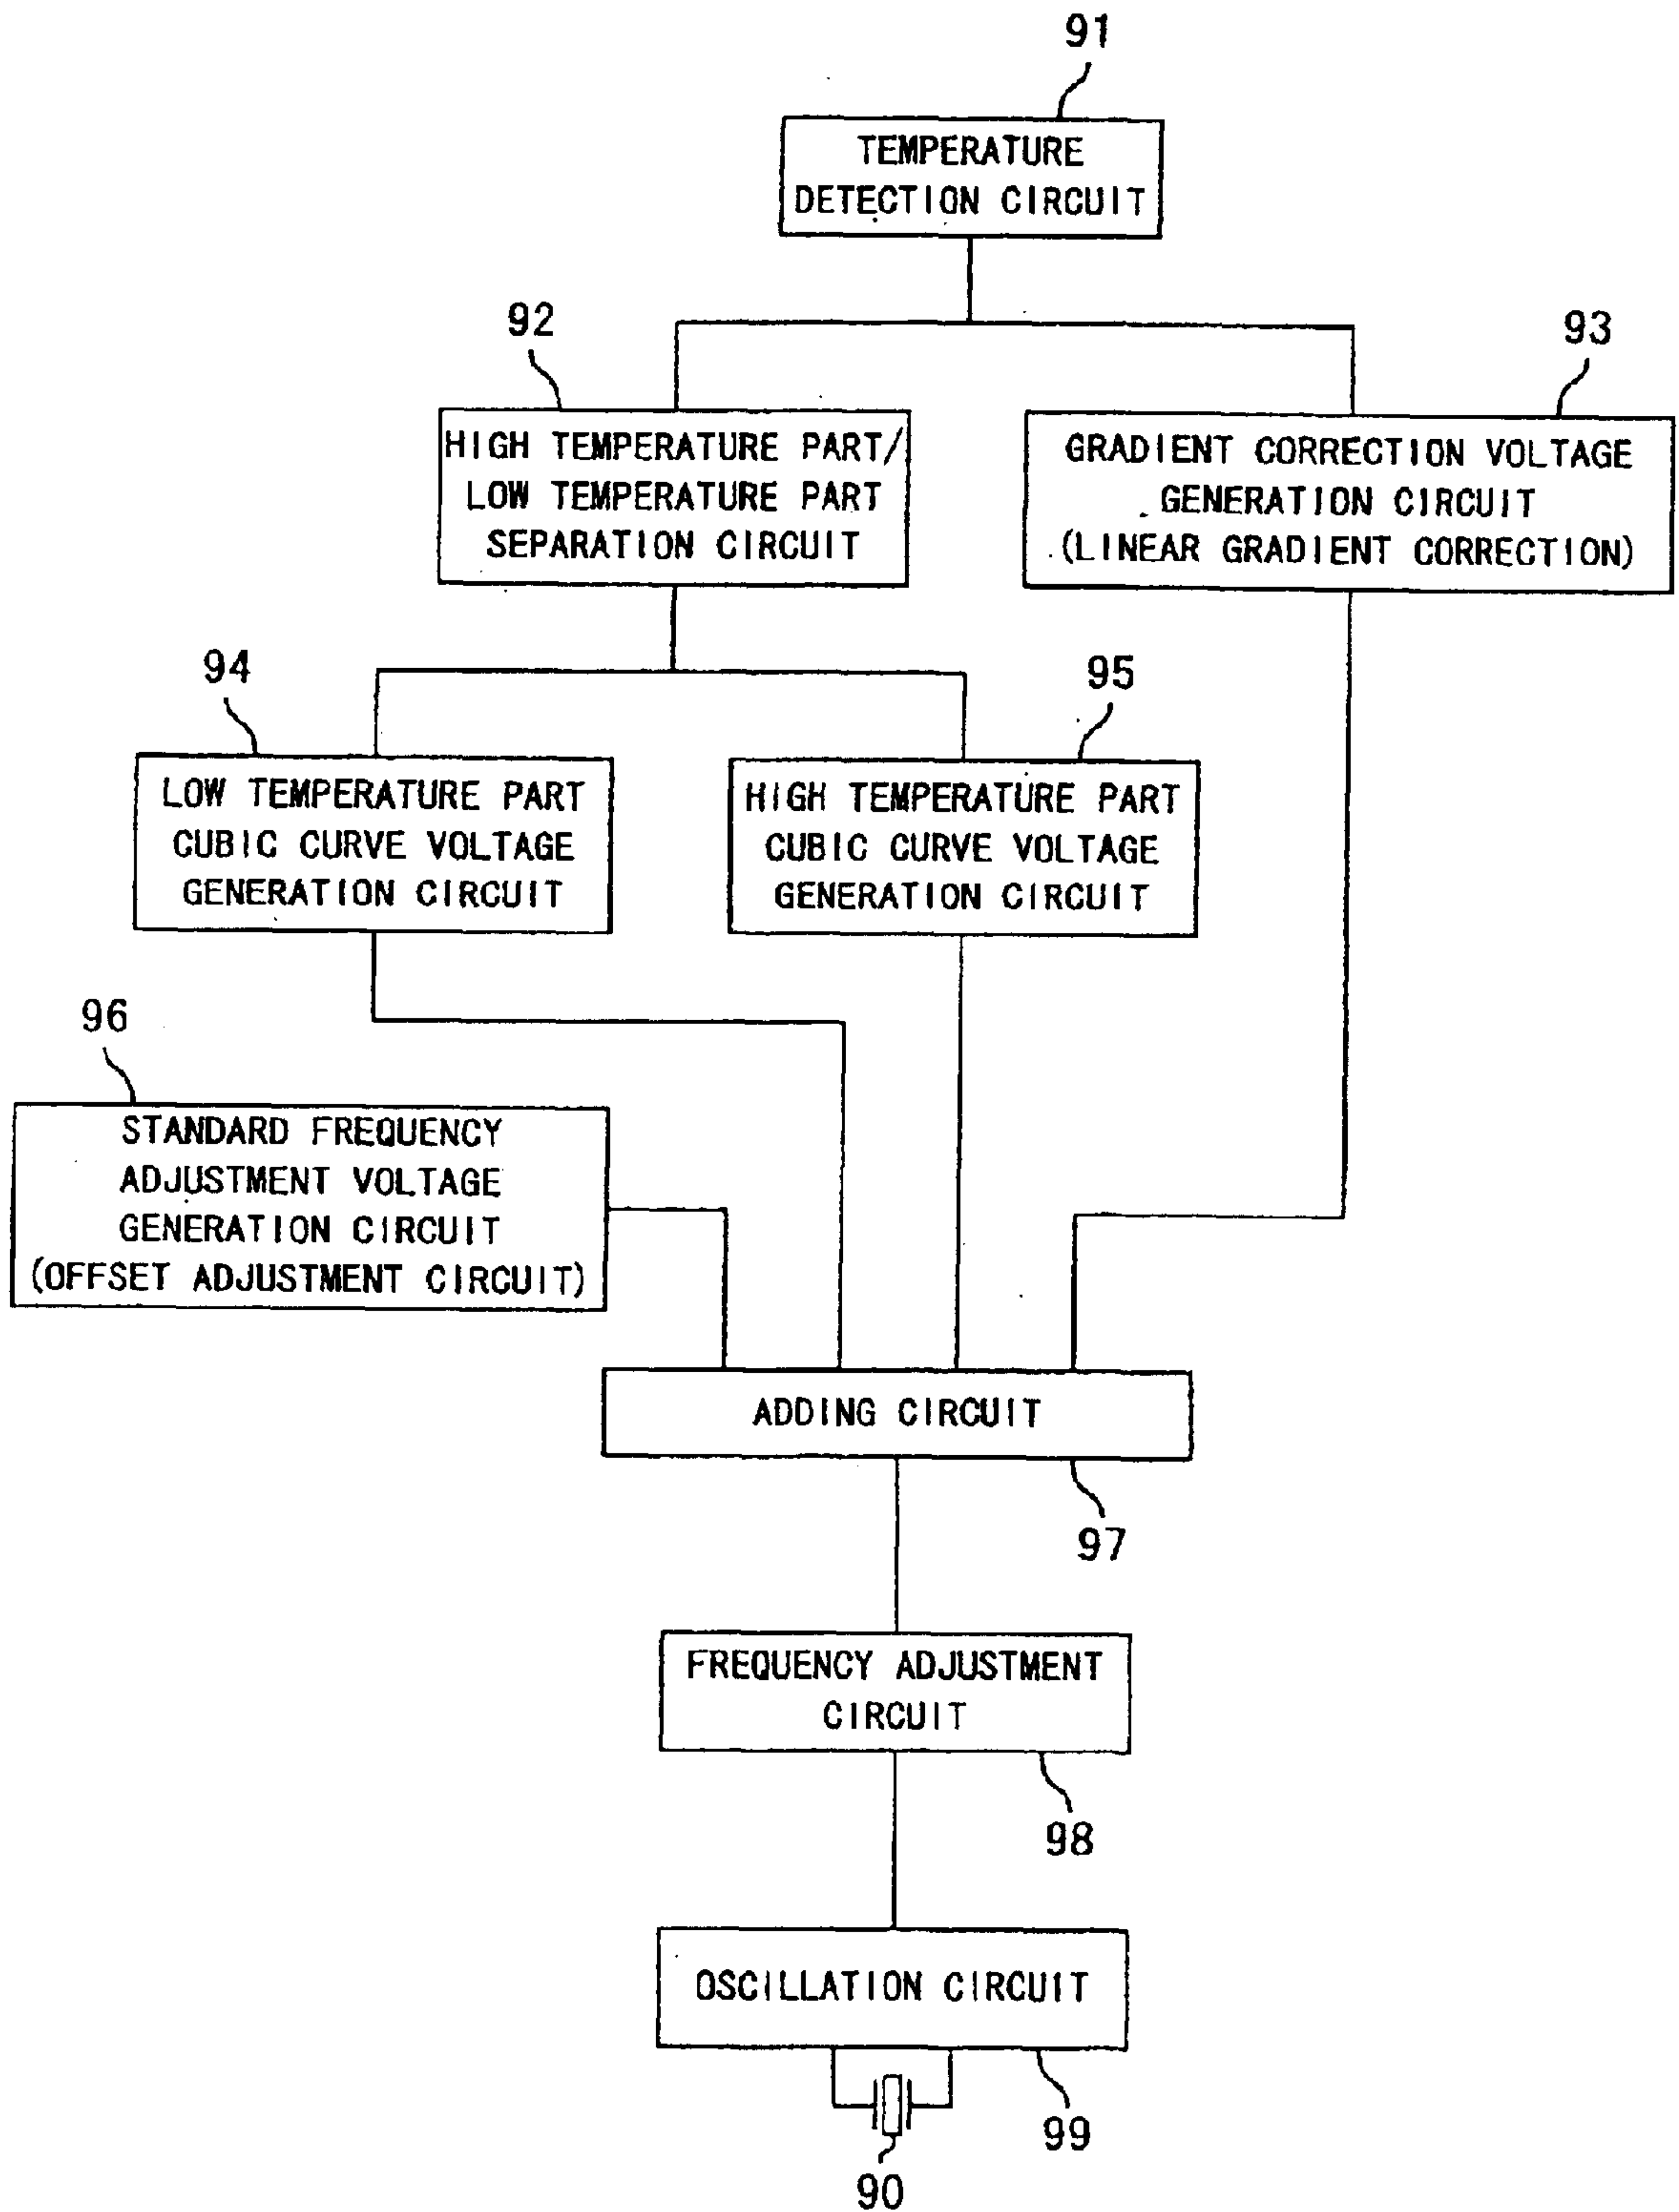 91
TEMPERATURE
DETECTION CIRCUIT
92
93
HIGH TEMPERATURE PART/
LOW TEMPERATURE PART
SEPARATION CIRCUIT
GRADIENT CORRECTION VOLTAGE
GENERATION CIRCUIT
(LINEAR GRADIENT CORRECTION)
94
95
LOW TEMPERATURE PART
CUBIC CURVE VOLTAGE
GENERATION CIRCUIT
HIGH TEMPERATURE PART
CUBIC CURVE VOLTAGE
GENERATION CIRCUIT
96
STANDARD FREQUENCY
ADJUSTMENT VOLTAGE
GENERATION CIRCUIT
(OFFSET ADJUSTMENT CIRCUIT)
ADDING CIRCUIT
97
FREQUENCY ADJUSTMENT
CIRCUIT
98
OSCILLATION CIRCUIT
99
90